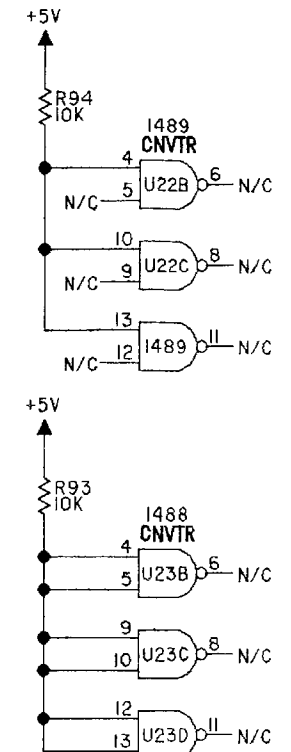 +5V
R94
10K
1489
CNVTR
4
U22B
6
N/C
N/C
5
10
U22C
8
N/C
N/C
9
13
1489
11
N/C
N/C
12
+5V
R93
10K
1488
CNVTR
4
U23B
6
N/C
5
9
U23C
8
N/C
10
12
U23D
11
N/C
13